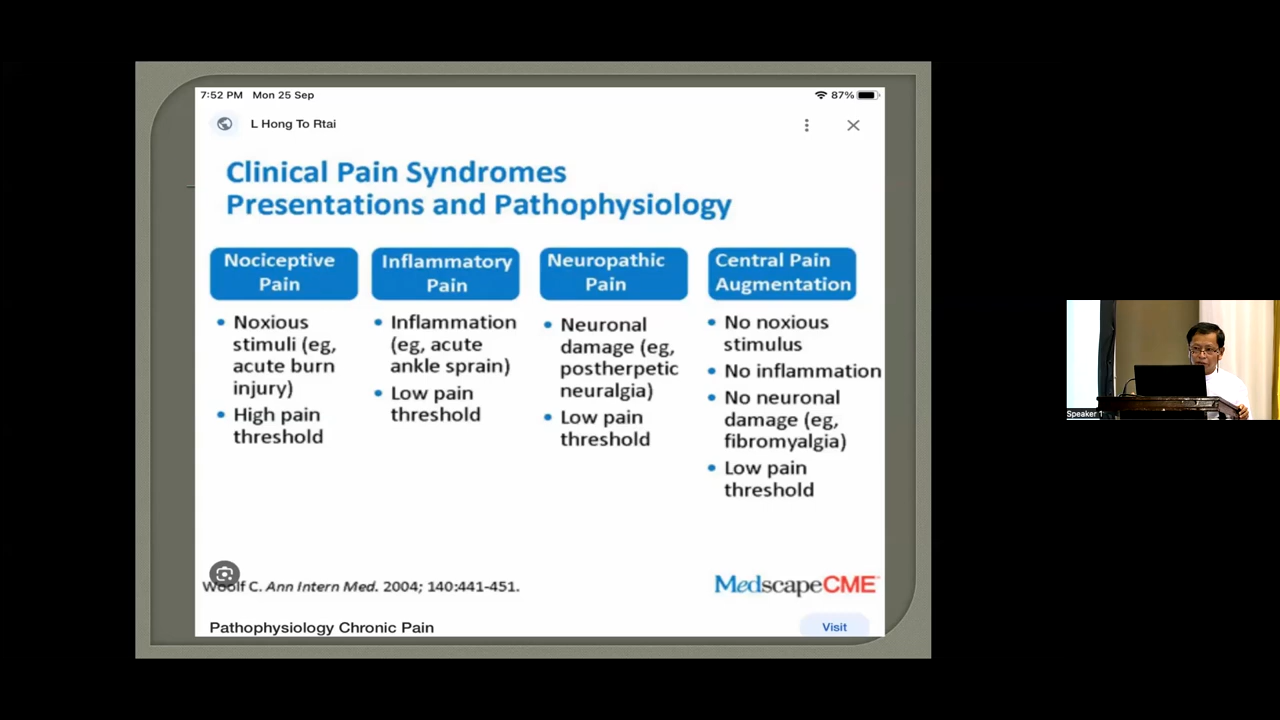 7:52 PM Mon 25 Sep
87%
L Hong To Rtai
Clinical Pain Syndromes
Presentations and Pathophysiology
Nociceptive
Pain
• Noxious
stimuli (eg,
acute burn
injury)
• High pain
threshold
Inflammatory
Pain
• Inflammation
(eg, acute
ankle sprain)
• Low pain
threshold
Neuropathic
Pain
• Neuronal
damage (eg,
postherpetic
neuralgia)
• Low pain
threshold
Central Pain
Augmentation
• No noxious
stimulus
• No inflammation
• No neuronal
damage (eg,
fibromyalgia)
• Low pain
threshold
Woolf C. Ann Intern Med. 2004; 140:441-451.
MedscapeCME
Pathophysiology Chronic Pain
Visit
Speaker 1